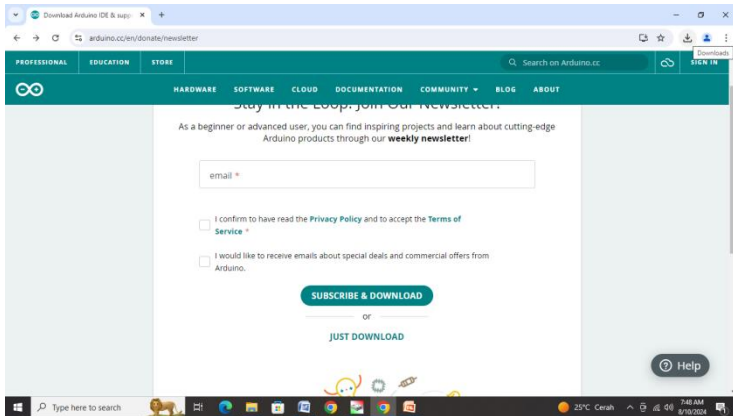 Download Arduino IDE & supp
arduino.cc/en/donate/newsletter
Downloads
PROFESSIONAL EDUCATION STORE
Search on Arduino.cc
SIGN IN
HARDWARE SOFTWARE CLOUD DOCUMENTATION COMMUNITY BLOG ABOUT
Stay in the Loop: Join Our Newsletter!
As a beginner or advanced user, you can find inspiring projects and learn about cutting-edge
Arduino products through our weekly newsletter!
email *
I confirm to have read the Privacy Policy and to accept the Terms of
Service *
I would like to receive emails about special deals and commercial offers from
Arduino.
SUBSCRIBE & DOWNLOAD
or
JUST DOWNLOAD
Help
Type here to search
25°C Cerah
7:48 AM
8/10/2024